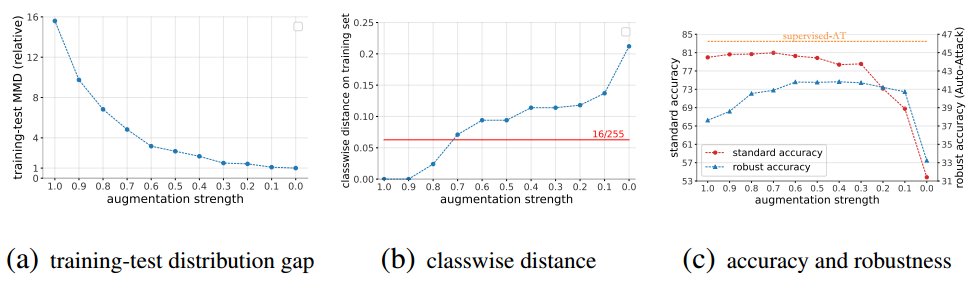 training-test MMD (relative)
16
12
8
4
1
0
1.0 0.9 0.8 0.7 0.6 0.5 0.4 0.3 0.2 0.1 0.0
augmentation strength
(a) training-test distribution gap
classwise distance on training set
0.25
0.20
0.15
0.10
0.05
0.00
16/255
1.0 0.9 0.8 0.7 0.6 0.5 0.4 0.3 0.2 0.1 0.0
augmentation strength
(b) classwise distance
standard accuracy
85
81
77
73
69
65
61
57
53
supervised-AT
standard accuracy
robust accuracy
47
45
43
41
39
37
35
33
31
robust accuracy (Auto-Attack)
1.0 0.9 0.8 0.7 0.6 0.5 0.4 0.3 0.2 0.1 0.0
augmentation strength
(c) accuracy and robustness